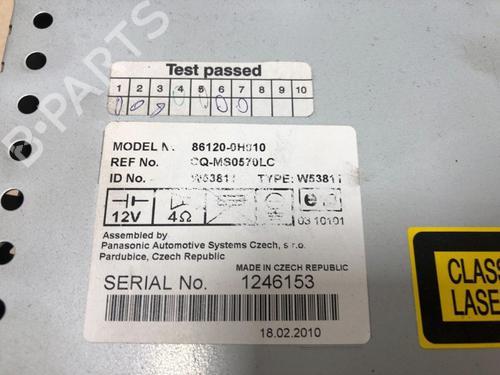 Test passed
1 2 3 4 5 6 7 8 9 10
MODEL N. 86120-0H010
REF No. CQ-MS0570LC
ID No. W53811 TYPE: W53811
12V 4Ω e
03 10101
Assembled by
Panasonic Automotive Systems Czech, s.r.o.
Pardubice, Czech Republic
MADE IN CZECH REPUBLIC
SERIAL No. 1246153
18.02.2010
CLASS
LASE